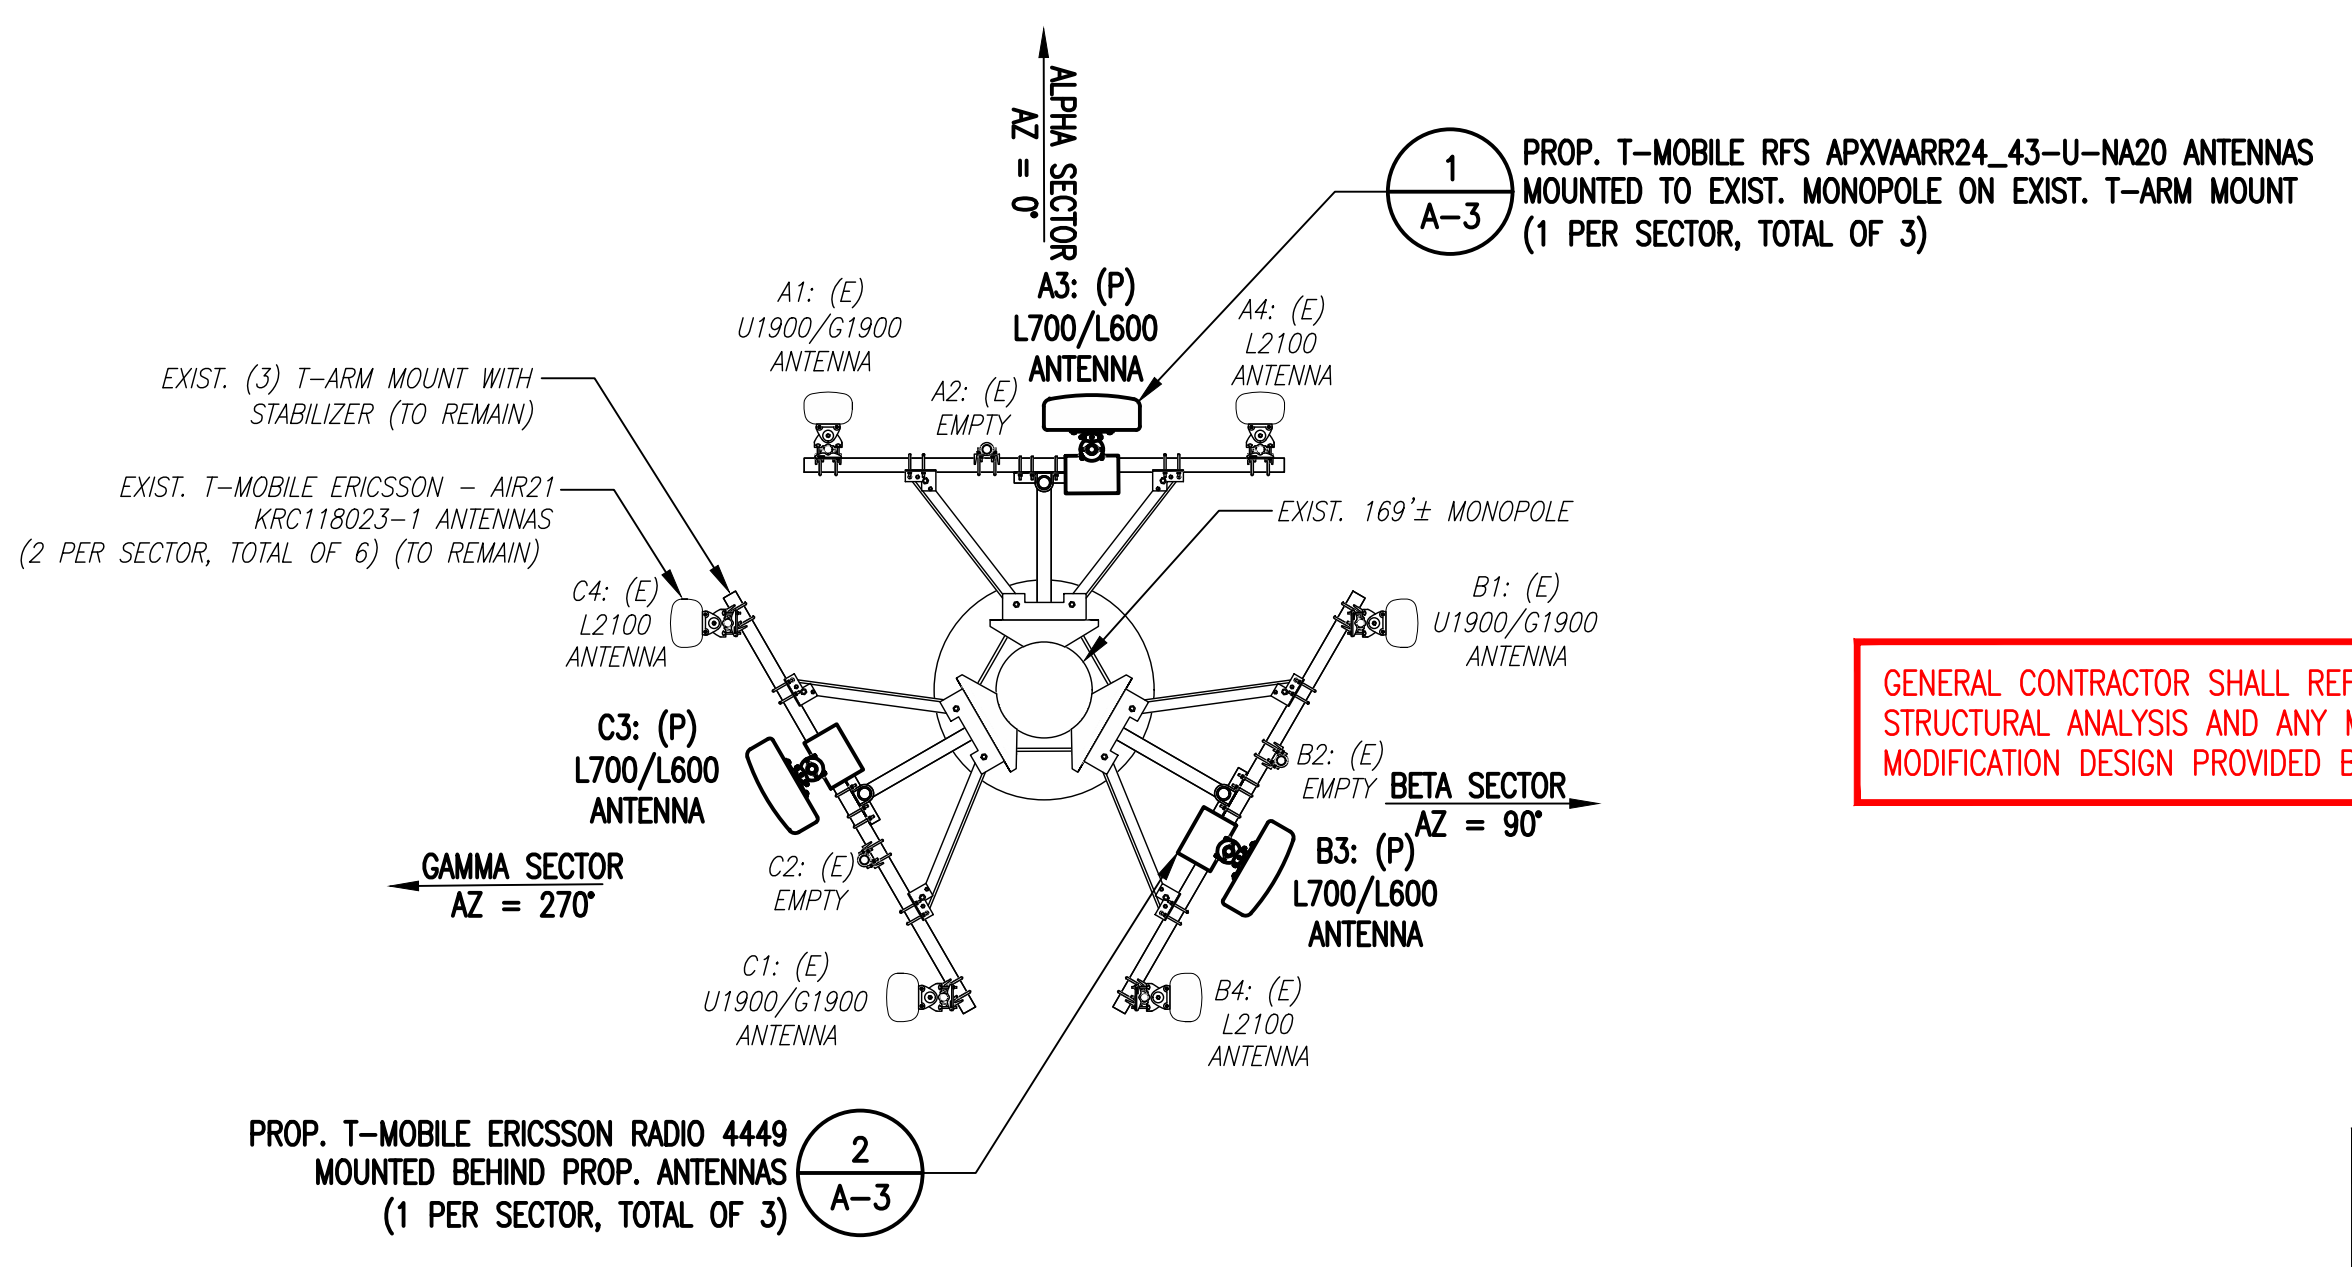 ALPHA SECTOR
AZ = 0°
1
A-3
PROP. T-MOBILE RFS APXVAARR24_43-U-NA20 ANTENNAS
MOUNTED TO EXIST. MONOPOLE ON EXIST. T-ARM MOUNT
(1 PER SECTOR, TOTAL OF 3)
A1: (E)
U1900/G1900
ANTENNA
A2: (E)
EMPTY
A3: (P)
L700/L600
ANTENNA
A4: (E)
L2100
ANTENNA
EXIST. (3) T-ARM MOUNT WITH
STABILIZER (TO REMAIN)
EXIST. T-MOBILE ERICSSON - AIR21
KRC118023-1 ANTENNAS
(2 PER SECTOR, TOTAL OF 6) (TO REMAIN)
EXIST. 169'± MONOPOLE
C4: (E)
L2100
ANTENNA
B1: (E)
U1900/G1900
ANTENNA
GENERAL CONTRACTOR SHALL REF
STRUCTURAL ANALYSIS AND ANY M
MODIFICATION DESIGN PROVIDED B
C3: (P)
L700/L600
ANTENNA
B2: (E)
EMPTY
BETA SECTOR
AZ = 90°
B3: (P)
L700/L600
ANTENNA
GAMMA SECTOR
AZ = 270°
C2: (E)
EMPTY
C1: (E)
U1900/G1900
ANTENNA
B4: (E)
L2100
ANTENNA
PROP. T-MOBILE ERICSSON RADIO 4449
MOUNTED BEHIND PROP. ANTENNAS
(1 PER SECTOR, TOTAL OF 3)
2
A-3